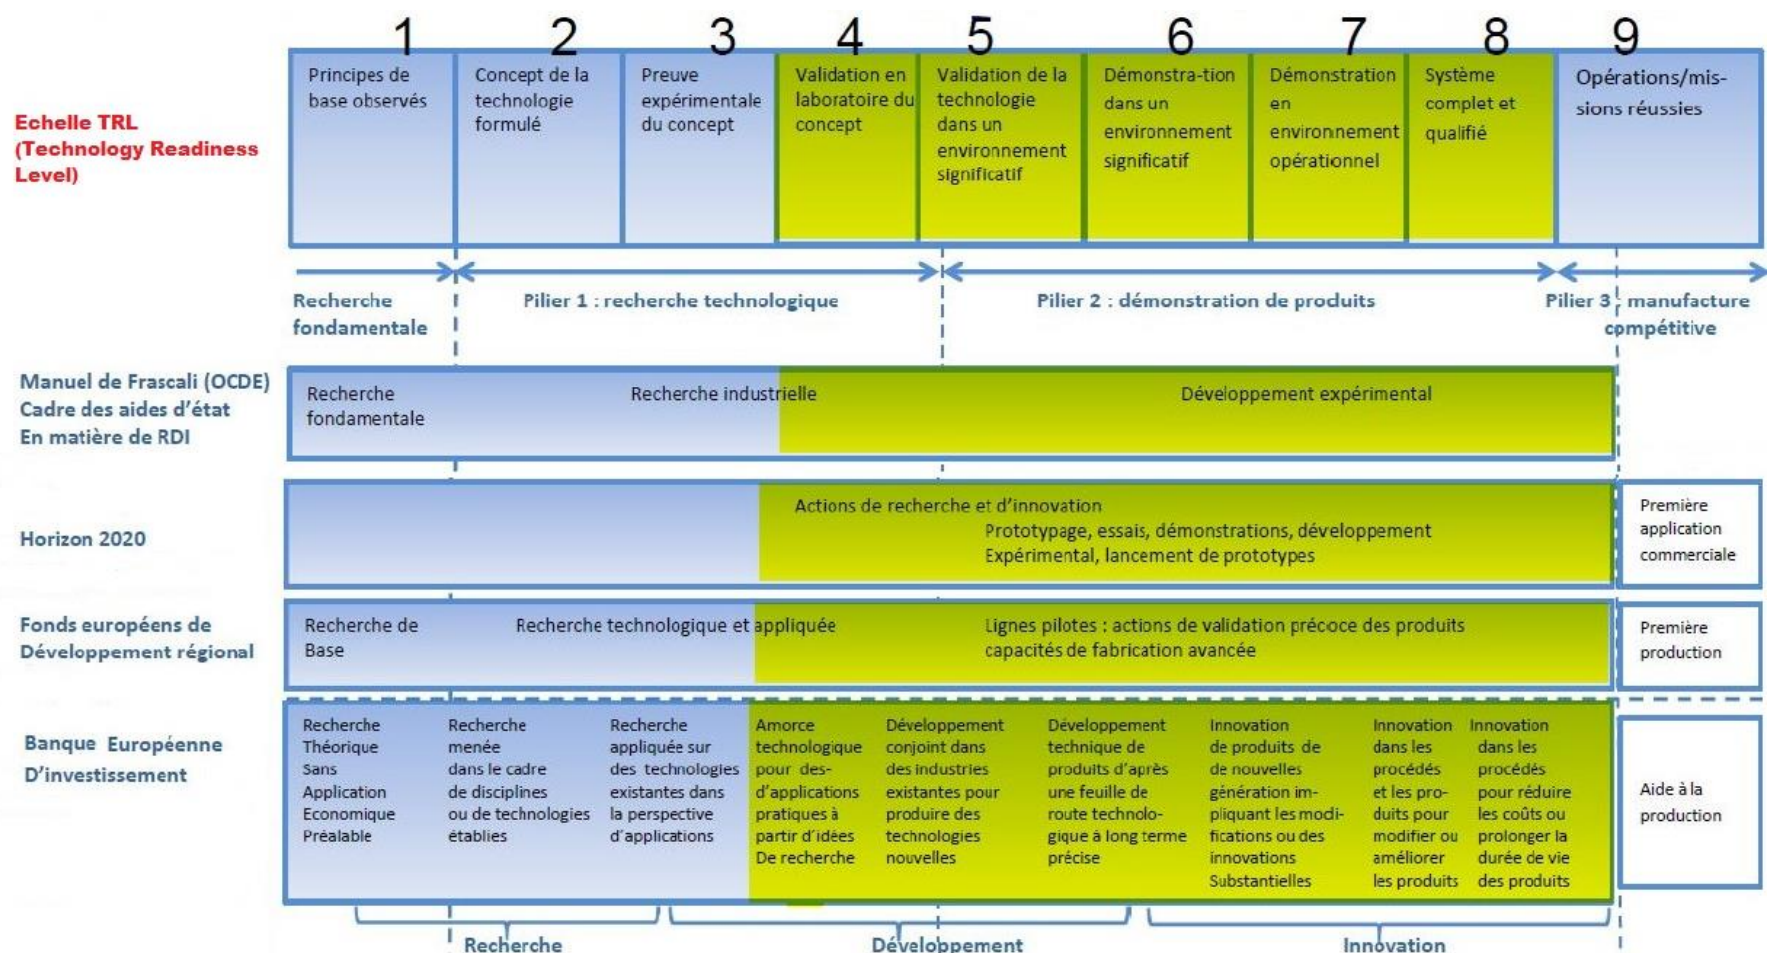 1 2 3 4 5 6 7 8 9
Echelle TRL
(Technology Readiness
Level)
Principes de
base observés
Concept de la
technologie
formulé
Preuve
expérimentale
du concept
Validation en
laboratoire du
concept
Validation de la
technologie
dans un
environnement
significatif
Démonstra-tion
dans un
environnement
significatif
Démonstration
en
environnement
opérationnel
Système
complet et
qualifié
Opérations/mis-
sions réussies
Recherche
fondamentale
Pilier 1 : recherche technologique
Pilier 2 : démonstration de produits
Pilier 3 : manufacture
compétitive
Manuel de Frascali (OCDE)
Cadre des aides d'état
En matière de RDI
Recherche
fondamentale
Recherche industrielle
Développement expérimental
Horizon 2020
Actions de recherche et d'innovation
Prototypage, essais, démonstrations, développement
Expérimental, lancement de prototypes
Première
application
commerciale
Fonds européens de
Développement régional
Recherche de
Base
Recherche technologique et appliquée
Lignes pilotes : actions de validation précoce des produits
capacités de fabrication avancée
Première
production
Banque Européenne
D'investissement
Recherche
Théorique
Sans
Application
Economique
Préalable
Recherche
menée
dans le cadre
de disciplines
ou de technologies
établies
Recherche
appliquée sur
des technologies
existantes dans
la perspective
d'applications
Amorce
technologique
pour des-
d'applications
pratiques à
partir d'idées
De recherche
Développement
conjoint dans
des industries
existantes pour
produire des
technologies
nouvelles
Développement
technique de
produits d'après
une feuille de
route technolo-
gique à long terme
précise
Innovation
de produits de
de nouvelles
génération im-
pliquant les modi-
fications ou des
innovations
Substantielles
Innovation
dans les
procédés
et les pro-
duits pour
modifier ou
améliorer
les produits
Innovation
dans les
procédés
pour réduire
les coûts ou
prolonger la
durée de vie
des produits
Aide à la
production
Recherche
Développement
Innovation